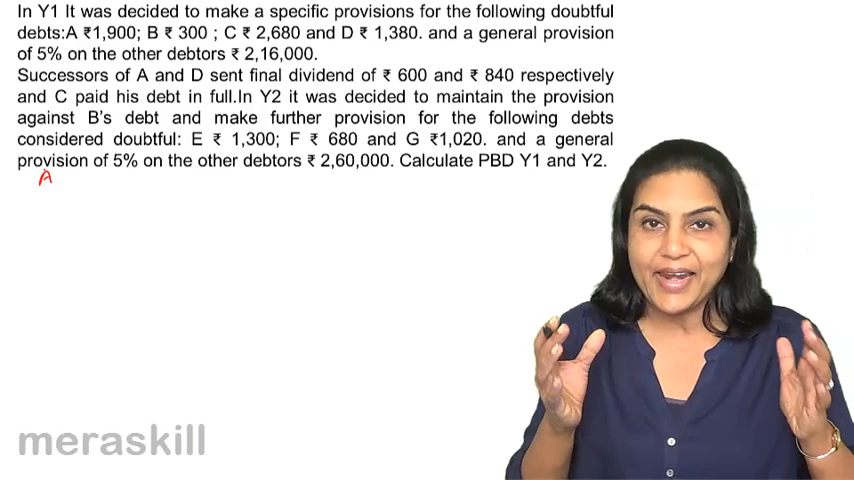 In Y1 It was decided to make a specific provisions for the following doubtful
debts:A ₹1,900; B ₹ 300 ; C ₹ 2,680 and D ₹ 1,380. and a general provision
of 5% on the other debtors ₹ 2,16,000.
Successors of A and D sent final dividend of ₹ 600 and ₹ 840 respectively
and C paid his debt in full.In Y2 it was decided to maintain the provision
against B's debt and make further provision for the following debts
considered doubtful: E ₹ 1,300; F ₹ 680 and G ₹1,020. and a general
provision of 5% on the other debtors ₹ 2,60,000. Calculate PBD Y1 and Y2.
A
meraskill